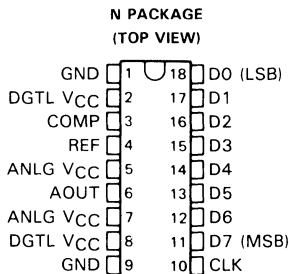 N PACKAGE
(TOP VIEW)
GND 1 18 D0 (LSB)
DGTL VCC 2 17 D1
COMP 3 16 D2
REF 4 15 D3
ANLG VCC 5 14 D4
AOUT 6 13 D5
ANLG VCC 7 12 D6
DGTL VCC 8 11 D7 (MSB)
GND 9 10 CLK